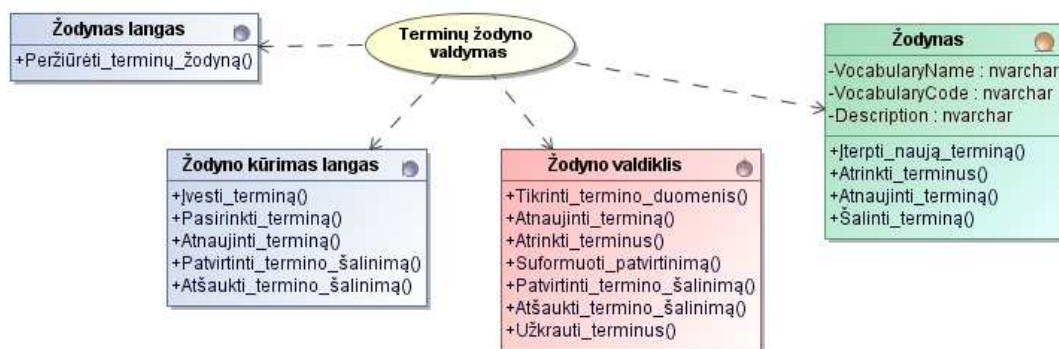 Žodynas langas
+Peržiūrėti_terminų_žodyną()
Terminų žodyno
valdymas
Žodynas
-VocabularyName : nvarchar
-VocabularyCode : nvarchar
-Description : nvarchar
+Įterpti_naują_terminą()
+Atrinkti_terminus()
+Atnaujinti_terminą()
+Šalinti_terminą()
Žodyno kūrimas langas
+Įvesti_terminą()
+Pasirinkti_terminą()
+Atnaujinti_terminą()
+Patvirtinti_termino_šalinimą()
+Atšaukti_termino_šalinimą()
Žodyno valdiklis
+Tikrinti_termino_duomenis()
+Atnaujinti_terminą()
+Atrinkti_terminus()
+Suformuoti_patvirtinimą()
+Patvirtinti_termino_šalinimą()
+Atšaukti_termino_šalinimą()
+Užkrauti_terminus()